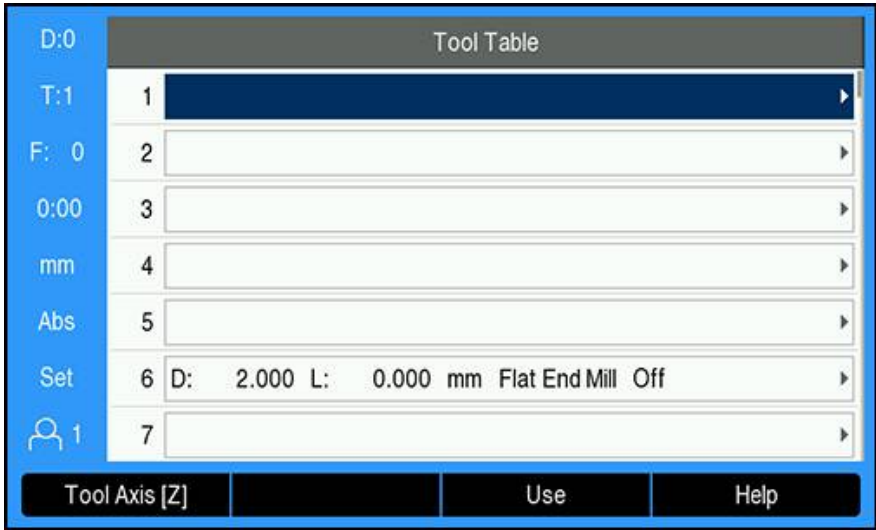 D:0
Tool Table
T:1
1
F: 0
2
0:00
3
mm
4
Abs
5
Set
6 D: 2.000 L: 0.000 mm Flat End Mill Off
1
7
Tool Axis [Z] Use Help